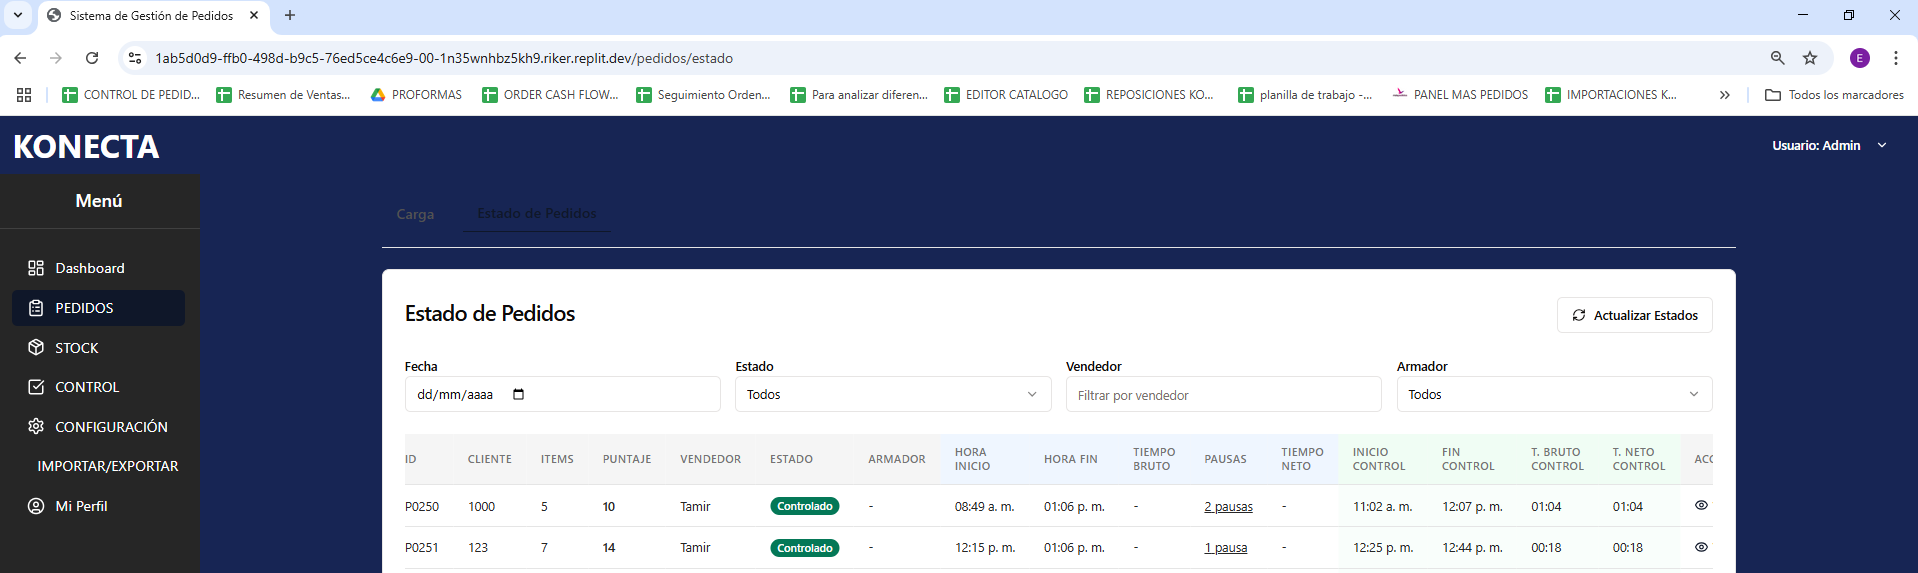 Sistema de Gestión de Pedidos
1ab5d0d9-ffb0-498d-b9c5-76ed5ce4c6e9-00-1n35wnhbz5kh9.riker.replit.dev/pedidos/estado
E
CONTROL DE PEDID...
Resumen de Ventas...
PROFORMAS
ORDER CASH FLOW...
Seguimiento Orden...
Para analizar diferen...
EDITOR CATALOGO
REPOSICIONES KO...
planilla de trabajo -...
PANEL MAS PEDIDOS
IMPORTACIONES K...
Todos los marcadores
KONECTA
Usuario: Admin
Menú
Dashboard
PEDIDOS
STOCK
CONTROL
CONFIGURACIÓN
IMPORTAR/EXPORTAR
Mi Perfil
Carga
Estado de Pedidos
Estado de Pedidos
Actualizar Estados
Fecha
dd/mm/aaaa
Estado
Todos
Vendedor
Filtrar por vendedor
Armador
Todos
ID CLIENTE ITEMS PUNTAJE VENDEDOR ESTADO ARMADOR HORA INICIO HORA FIN TIEMPO BRUTO PAUSAS TIEMPO NETO INICIO CONTROL FIN CONTROL T. BRUTO CONTROL T. NETO CONTROL ACC
P0250 1000 5 10 Tamir Controlado - 08:49 a. m. 01:06 p. m. - 2 pausas - 11:02 a. m. 12:07 p. m. 01:04 01:04
P0251 123 7 14 Tamir Controlado - 12:15 p. m. 01:06 p. m. - 1 pausa - 12:25 p. m. 12:44 p. m. 00:18 00:18